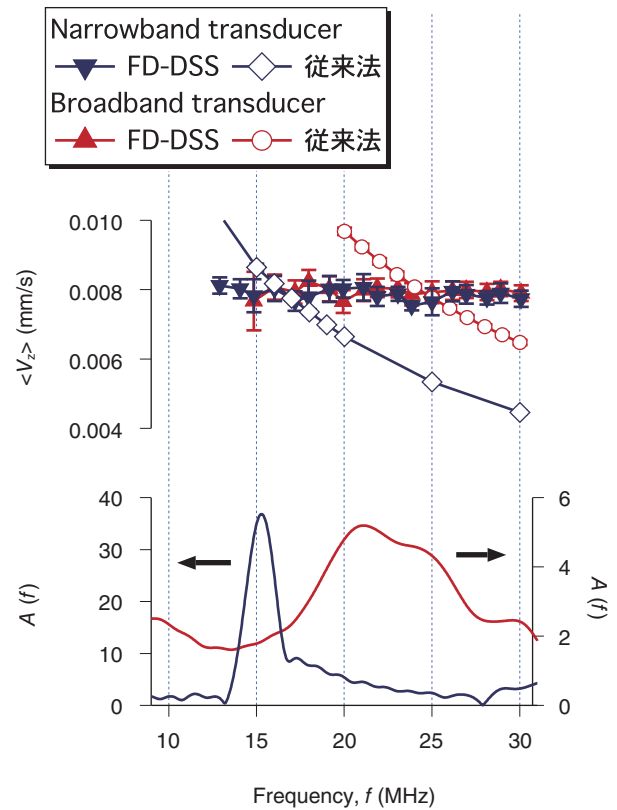 Narrowband transducer
FD-DSS 従来法
Broadband transducer
FD-DSS 従来法
0.010
0.008
0.006
0.004
<Vz> (mm/s)
40
30
20
10
0
A (f)
6
4
2
0
A (f)
10 15 20 25 30
Frequency, f (MHz)